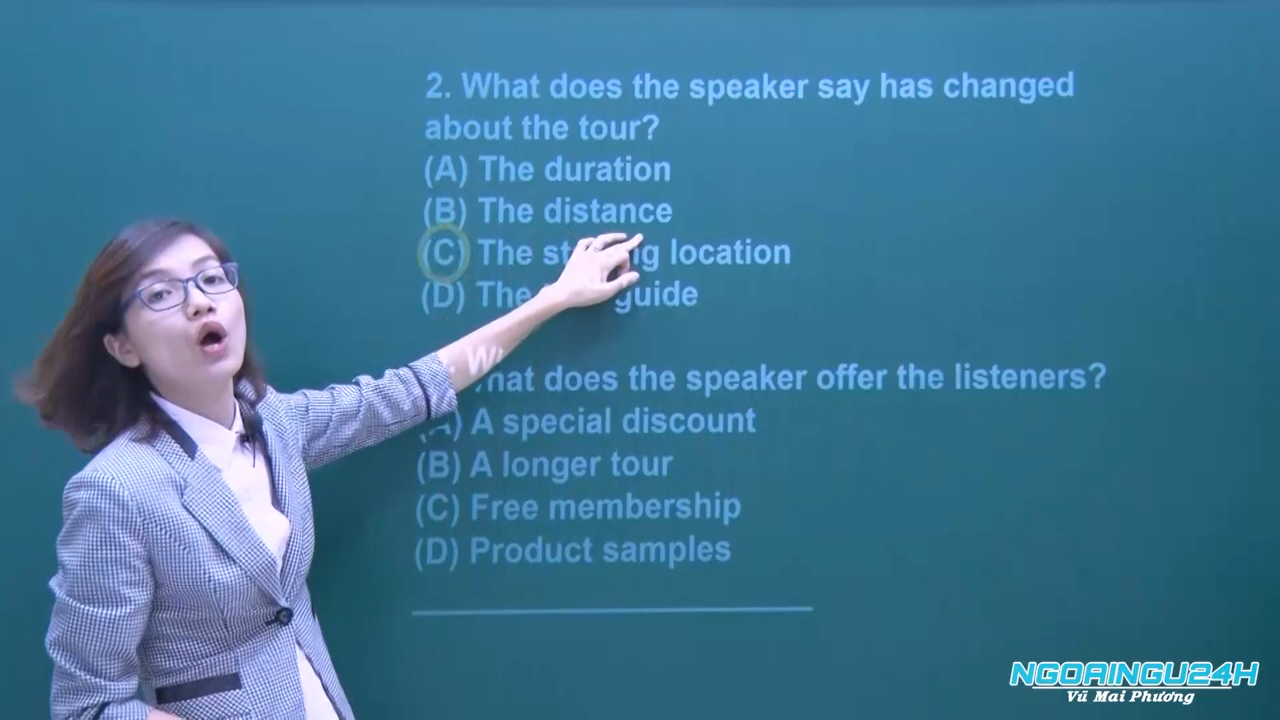 2. What does the speaker say has changed
about the tour?
(A) The duration
(B) The distance
(C) The location
(D) The guide
What does the speaker offer the listeners?
(A) A special discount
(B) A longer tour
(C) Free membership
(D) Product samples
NGOAINGU24H
Vũ Mai Phương